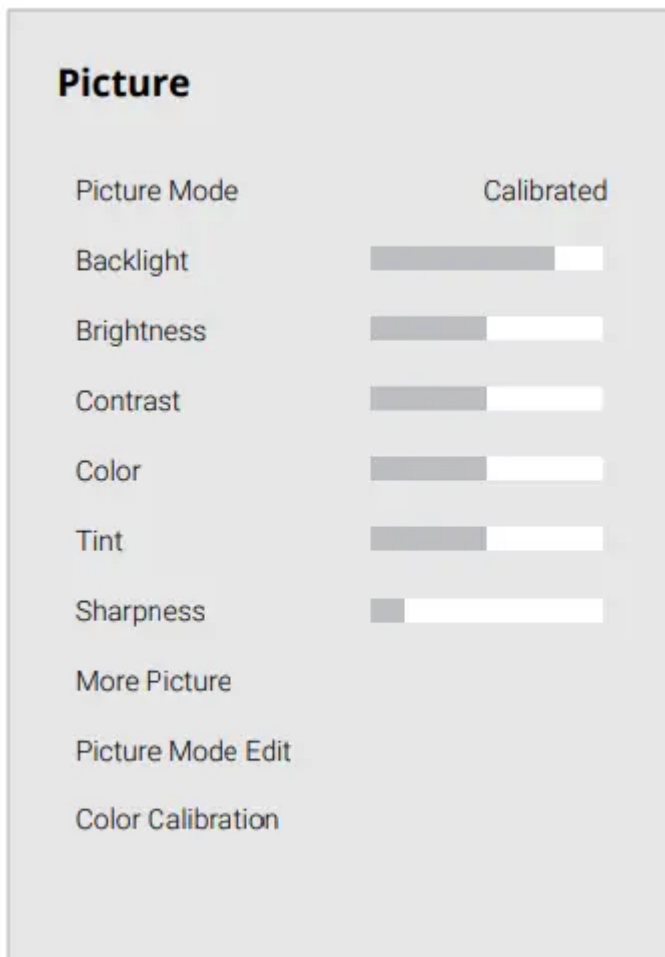 Picture
Picture Mode Calibrated
Backlight
Brightness
Contrast
Color
Tint
Sharpness
More Picture
Picture Mode Edit
Color Calibration